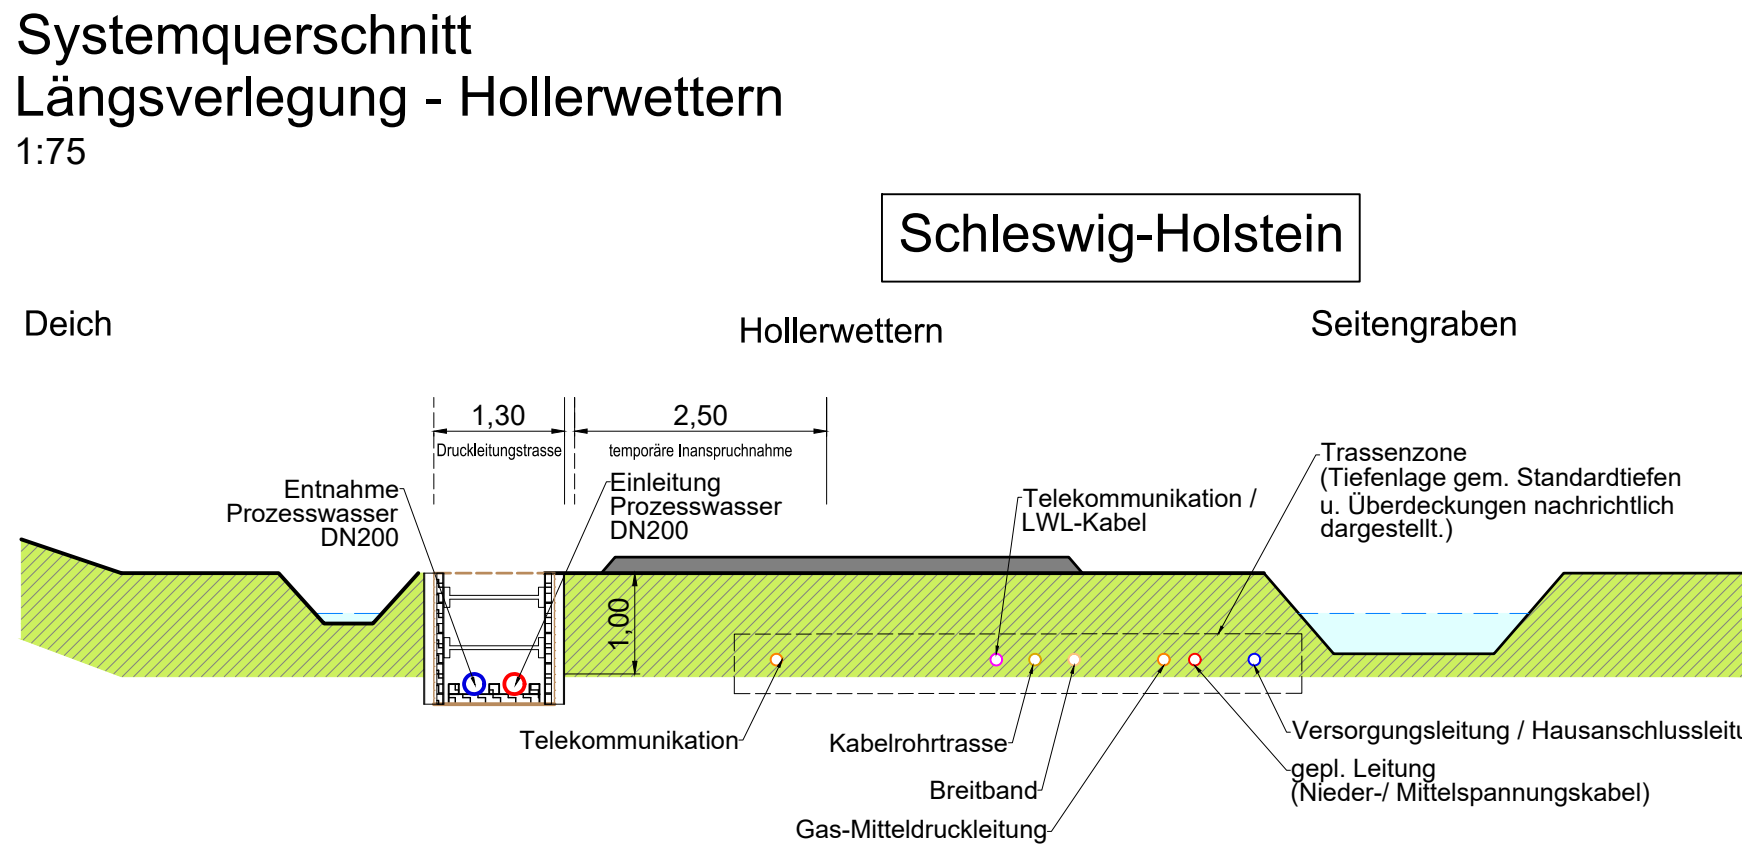 Systemquerschnitt
Längsverlegung - Hollerwettern
1:75
Schleswig-Holstein
Deich
Hollerwettern
Seitengraben
1,30
Druckleitungstrasse
2,50
temporäre Inanspruchnahme
Entnahme
Prozesswasser
DN200
Einleitung
Prozesswasser
DN200
Telekommunikation /
LWL-Kabel
Trassenzone
(Tiefenlage gem. Standardtiefen
u. Überdeckungen nachrichtlich
dargestellt.)
1,00
Telekommunikation
Kabelrohrtrasse
Breitband
Gas-Mitteldruckleitung
Versorgungsleitung / Hausanschlussleitu
gepl. Leitung
(Nieder-/ Mittelspannungskabel)